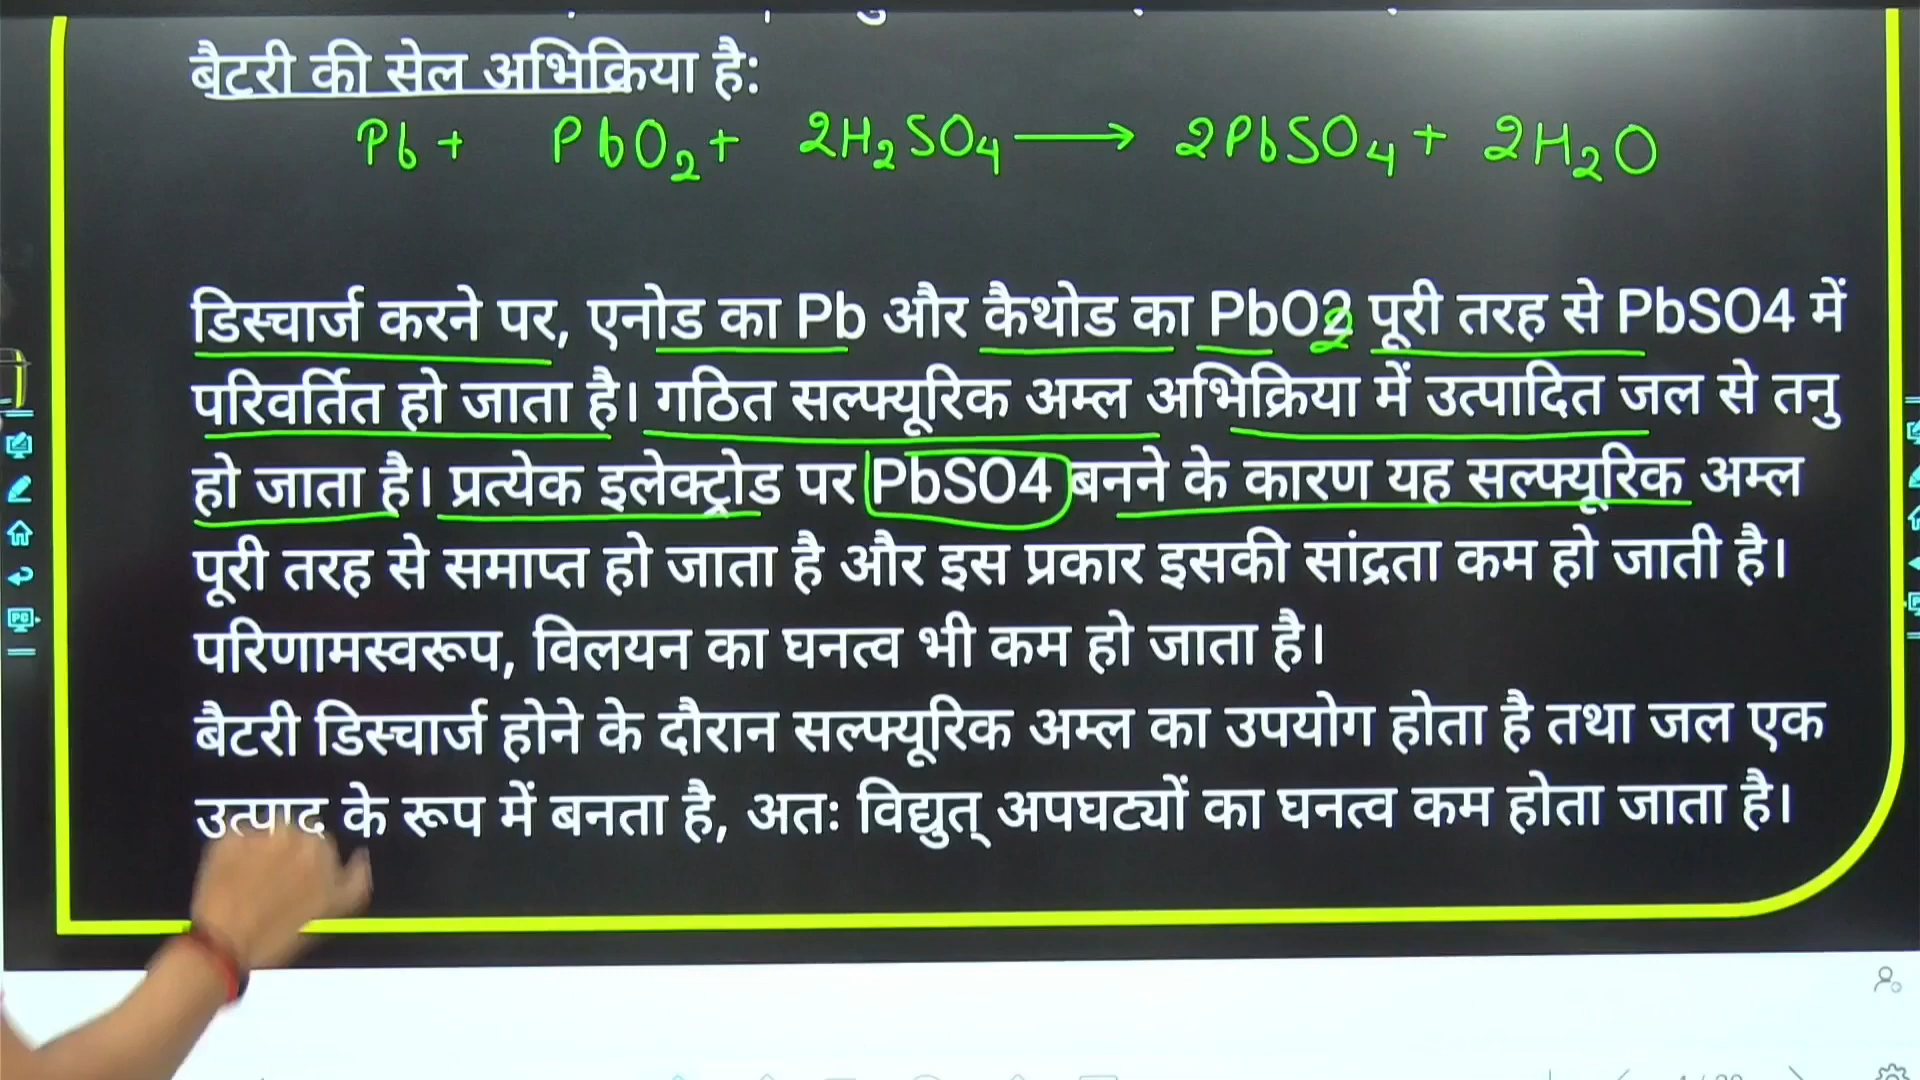 बैटरी की सेल अभिक्रिया है:
Pb + PbO₂ + 2H₂SO₄ ⟶ 2PbSO₄ + 2H₂O
डिस्चार्ज करने पर, एनोड का Pb और कैथोड का PbO2 पूरी तरह से PbSO4 में
परिवर्तित हो जाता है। गठित सल्फ्यूरिक अम्ल अभिक्रिया में उत्पादित जल से तनु
हो जाता है। प्रत्येक इलेक्ट्रोड पर PbSO4 बनने के कारण यह सल्फ्यूरिक अम्ल
पूरी तरह से समाप्त हो जाता है और इस प्रकार इसकी सांद्रता कम हो जाती है।
परिणामस्वरूप, विलयन का घनत्व भी कम हो जाता है।
बैटरी डिस्चार्ज होने के दौरान सल्फ्यूरिक अम्ल का उपयोग होता है तथा जल एक
उत्पाद के रूप में बनता है, अतः विद्युत् अपघट्यों का घनत्व कम होता जाता है।